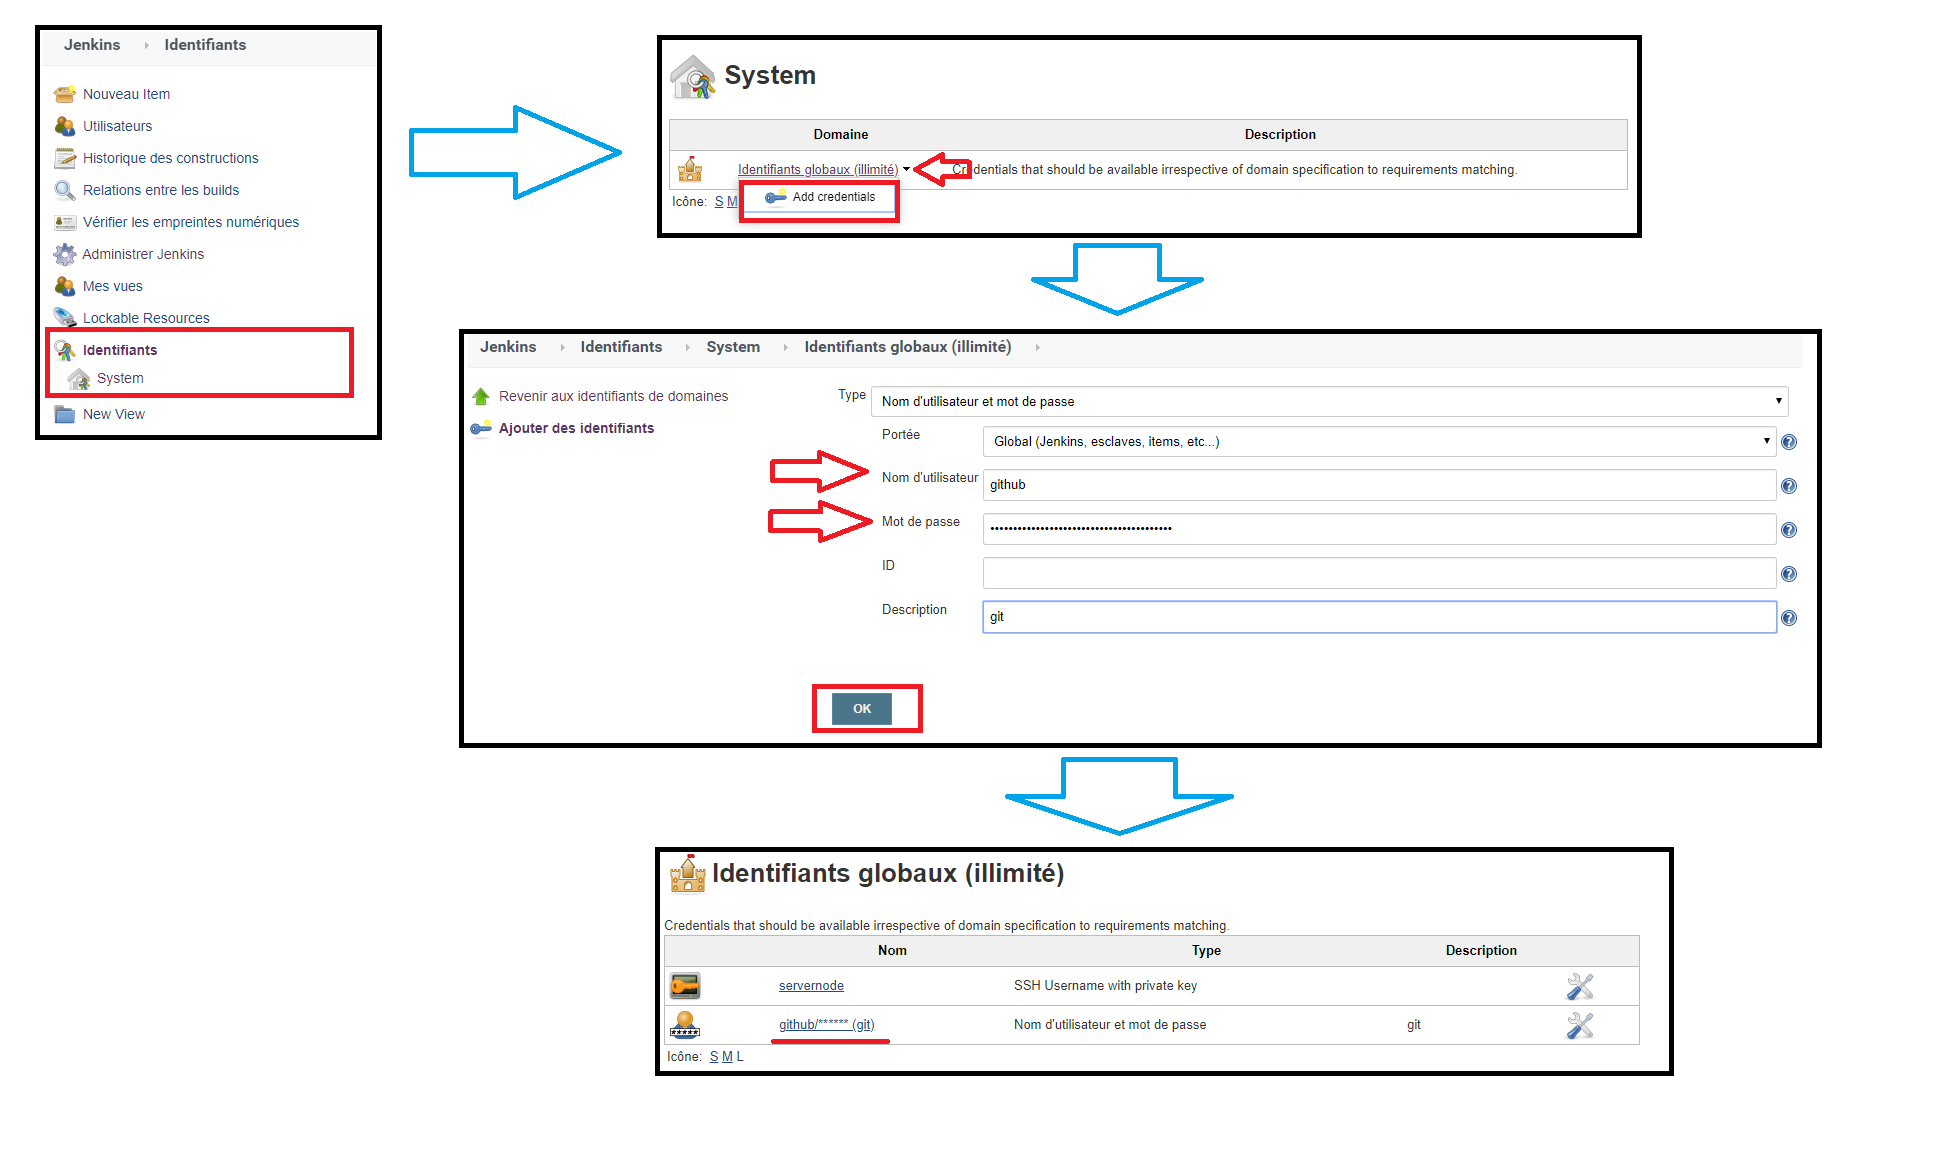 Jenkins Identifiants
Nouveau Item
Utilisateurs
Historique des constructions
Relations entre les builds
Vérifier les empreintes numériques
Administrer Jenkins
Mes vues
Lockable Resources
Identifiants
System
New View
System
Domaine Description
Identifiants globaux (illimité) Credentials that should be available irrespective of domain specification to requirements matching.
Icône: S M
Add credentials
Jenkins Identifiants System Identifiants globaux (illimité)
Revenir aux identifiants de domaines
Ajouter des identifiants
Type Nom d'utilisateur et mot de passe
Portée Global (Jenkins, esclaves, items, etc...)
Nom d'utilisateur github
Mot de passe ••••••••••••••••••••••••••••••••••••••••
ID
Description git
OK
Identifiants globaux (illimité)
Credentials that should be available irrespective of domain specification to requirements matching.
Nom Type Description
servernode SSH Username with private key
github/****** (git) Nom d'utilisateur et mot de passe git
Icône: S M L